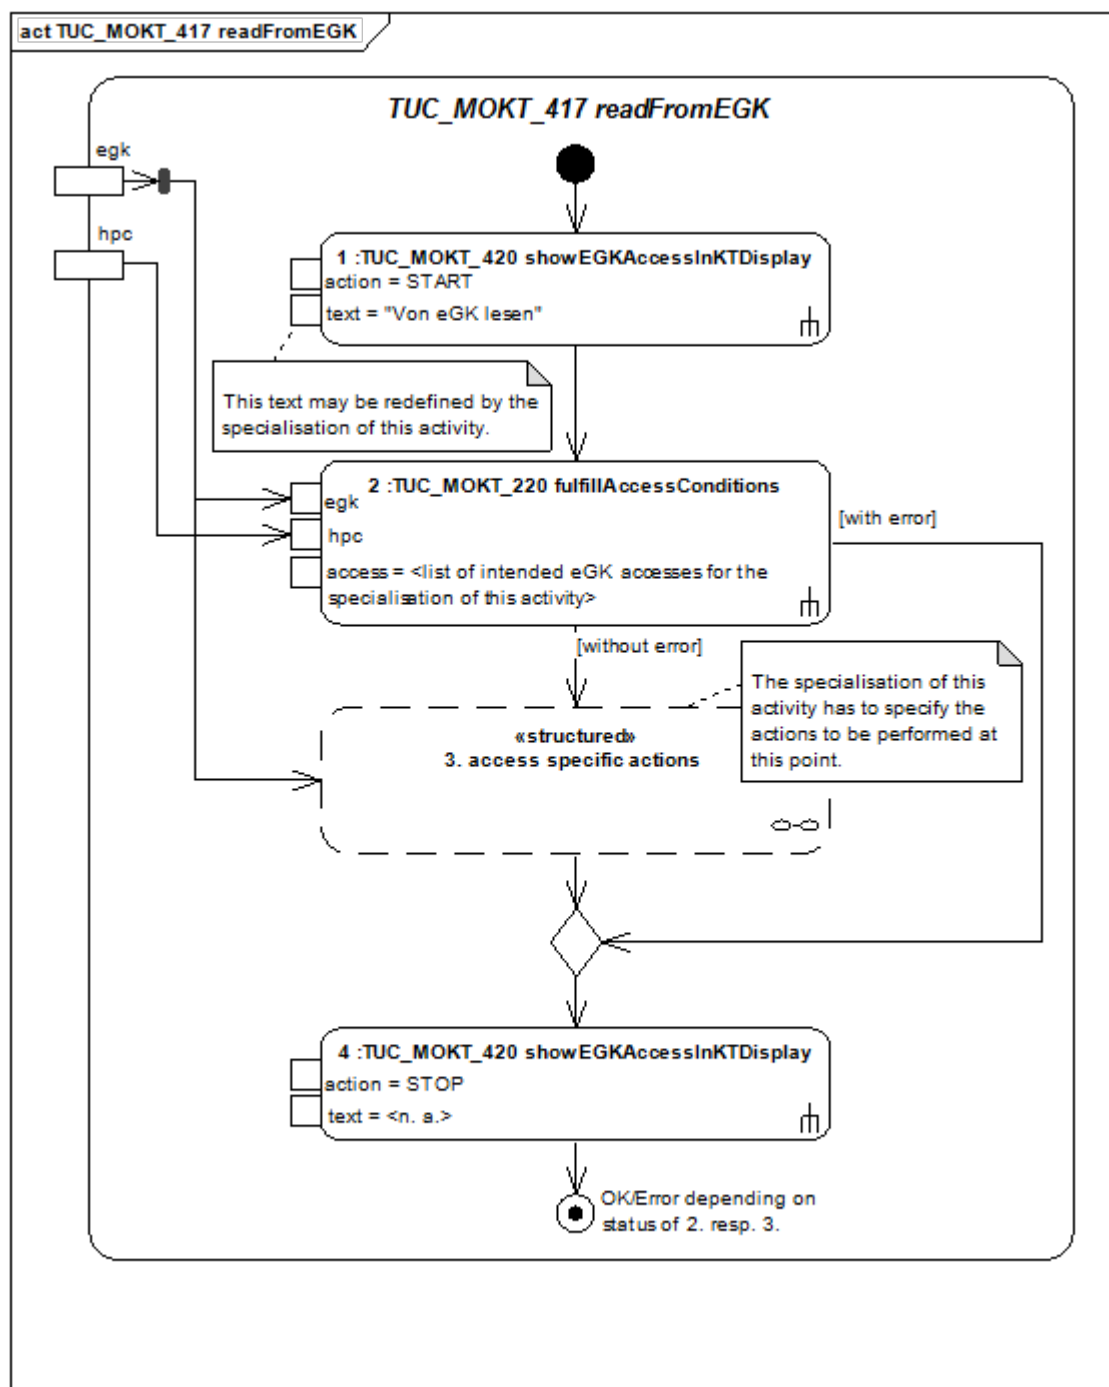 act TUC_MOKT_417 readFromEGK
TUC_MOKT_417 readFromEGK
egk
hpc
1 :TUC_MOKT_420 showEGKAccessInKTDisplay
action = START
text = "Von eGK lesen"
This text may be redefined by the
specialisation of this activity.
2 :TUC_MOKT_220 fulfillAccessConditions
egk
hpc
access = <list of intended eGK accesses for the
specialisation of this activity>
[with error]
[without error]
The specialisation of this
activity has to specify the
actions to be performed at
this point.
«structured»
3. access specific actions
4 :TUC_MOKT_420 showEGKAccessInKTDisplay
action = STOP
text = <n. a.>
OK/Error depending on
status of 2. resp. 3.